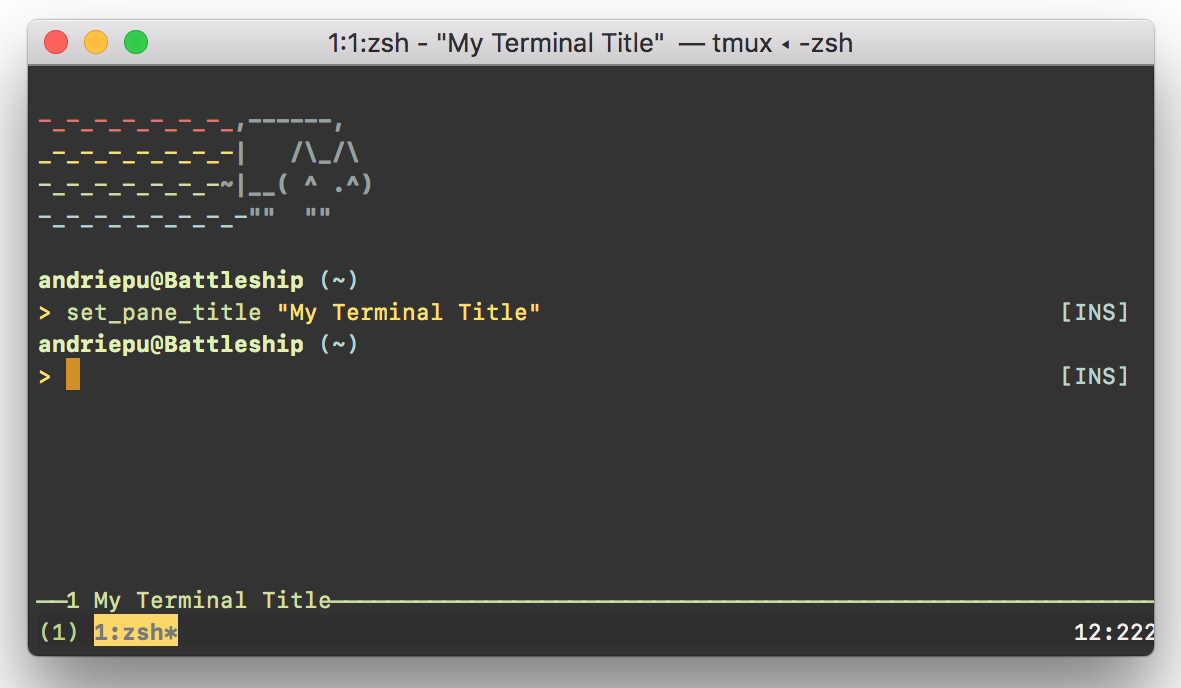 1:1:zsh - "My Terminal Title" — tmux ◂ -zsh
-_-_-_-_-_-_-_,------,
_-_-_-_-_-_-_-|   /\_/\
-_-_-_-_-_-_-~|__( ^ .^)
-_-_-_-_-_-_-_-""  ""
andriepu@Battleship (~)
> set_pane_title "My Terminal Title" [INS]
andriepu@Battleship (~)
> [INS]
1 My Terminal Title
(1) 1:zsh* 12:222